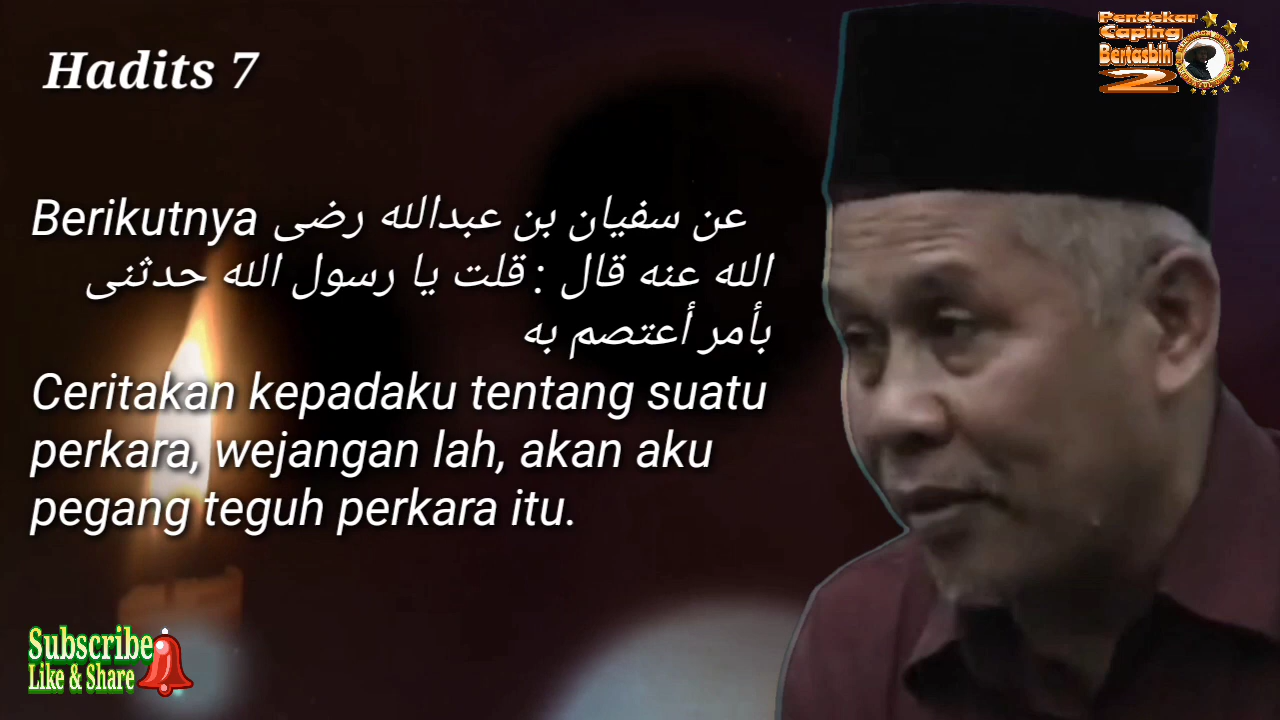 Hadits 7
Pendekar
Caping
Bertasbih
2
Berikutnya عن سفيان بن عبدالله رضى
الله عنه قال : قلت يا رسول الله حدثنى
بأمر أعتصم به
Ceritakan kepadaku tentang suatu
perkara, wejangan lah, akan aku
pegang teguh perkara itu.
Subscribe
Like & Share